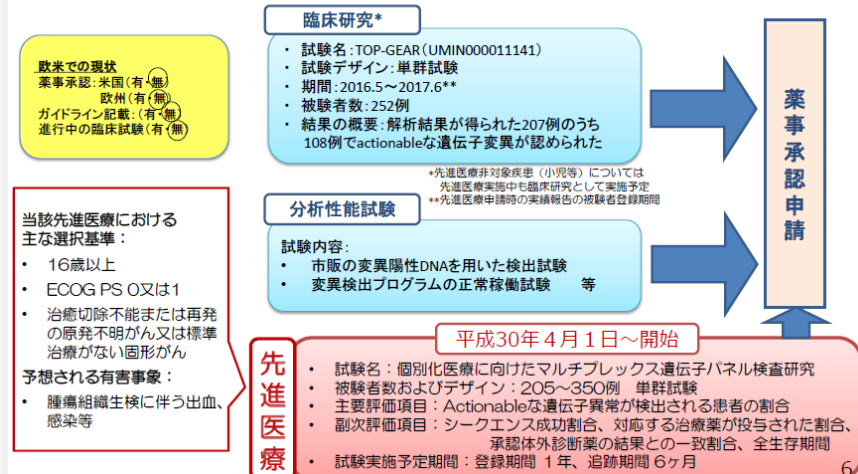 臨床研究*
・ 試験名：TOP-GEAR（UMIN000011141）
・ 試験デザイン：単群試験
・ 期間：2016.5～2017.6**
・ 被験者数：252例
・ 結果の概要：解析結果が得られた207例のうち
108例でactionableな遺伝子変異が認められた
欧米での現状
薬事承認：米国（有・無）
欧州（有・無）
ガイドライン記載：（有・無）
進行中の臨床試験（有・無）
*先進医療非対象疾患（小児等）については
先進医療実施中も臨床研究として実施予定
**先進医療申請時の実績報告の被験者登録期間
分析性能試験
試験内容：
・ 市販の変異陽性DNAを用いた検出試験
・ 変異検出プログラムの正常稼働試験 等
薬事承認申請
当該先進医療における
主な選択基準：
・ 16歳以上
・ ECOG PS 0又は1
・ 治癒切除不能または再発
の原発不明がん又は標準
治療がない固形がん
予想される有害事象：
・ 腫瘍組織生検に伴う出血、
感染等
先進医療
平成30年４月１日～開始
・ 試験名：個別化医療に向けたマルチプレックス遺伝子パネル検査研究
・ 被験者数およびデザイン：205～350例 単群試験
・ 主要評価項目：Actionableな遺伝子異常が検出される患者の割合
・ 副次評価項目：シークエンス成功割合、対応する治療薬が投与された割合、
承認体外診断薬の結果との一致割合、全生存期間
・ 試験実施予定期間：登録期間 １年、追跡期間 ６ヶ月
6